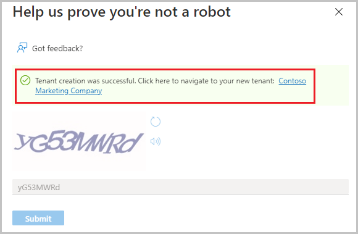 Help us prove you're not a robot
Got feedback?
Tenant creation was successful. Click here to navigate to your new tenant: Contoso
Marketing Company
yG53MWRd
yG53MWRd
Submit